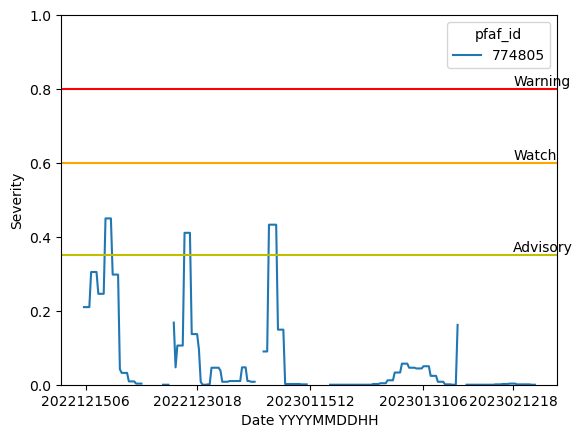 1.0
0.8
0.6
0.4
0.2
0.0
Severity
pfaf_id
774805
Warning
Watch
Advisory
2022121506
2022123018
2023011512
2023013106
2023021218
Date YYYYMMDDHH